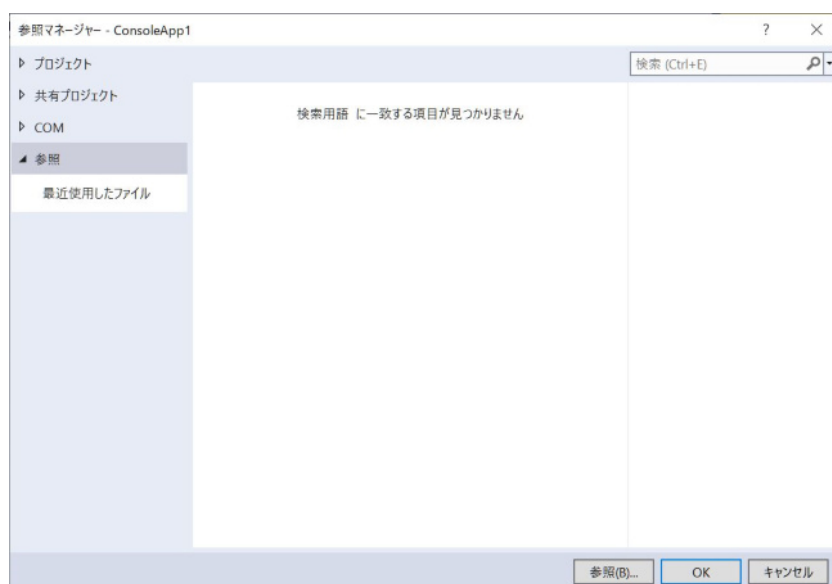 参照マネージャー - ConsoleApp1
プロジェクト
検索 (Ctrl+E)
共有プロジェクト
COM
参照
最近使用したファイル
検索用語 に一致する項目が見つかりません
参照(B)...
OK
キャンセル